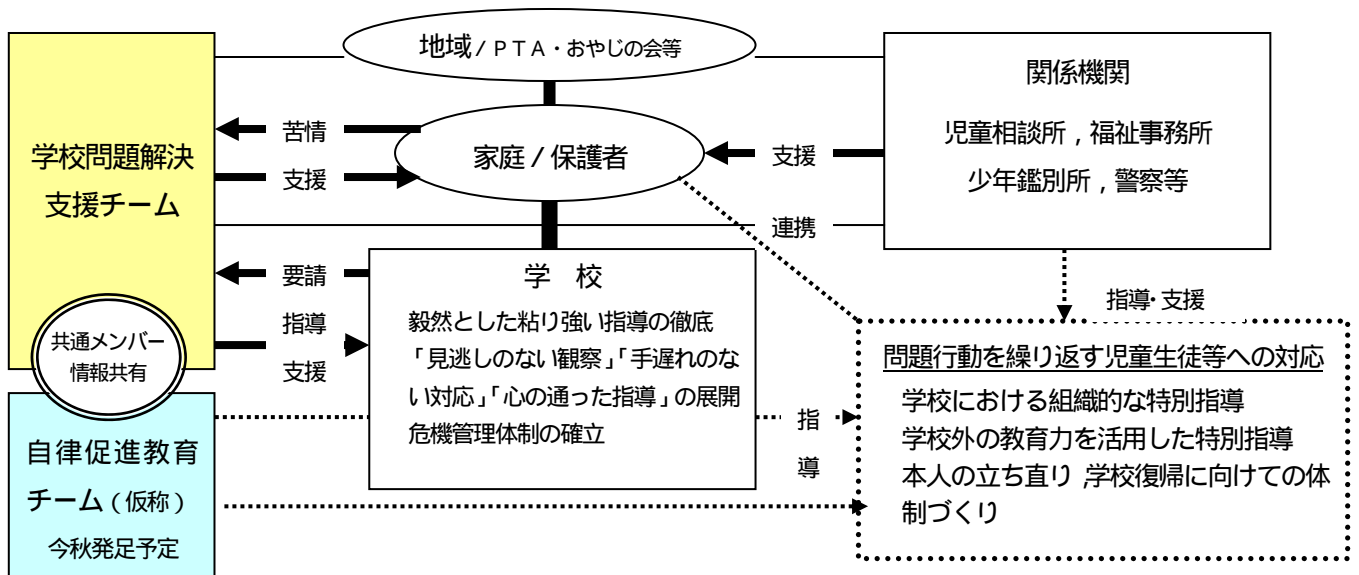 地域/ＰＴＡ・おやじの会等
学校問題解決
支援チーム
苦情
支援
家庭/保護者
支援
関係機関
児童相談所，福祉事務所
少年鑑別所，警察等
連携
要請
指導
支援
学　校
毅然とした粘り強い指導の徹底
「見逃しのない観察」「手遅れのな
い対応」「心の通った指導」の展開
危機管理体制の確立
共通メンバー
情報共有
自律促進教育
チーム（仮称）
今秋発足予定
指
導
指導・支援
問題行動を繰り返す児童生徒等への対応
学校における組織的な特別指導
学校外の教育力を活用した特別指導
本人の立ち直り，学校復帰に向けての体
制づくり